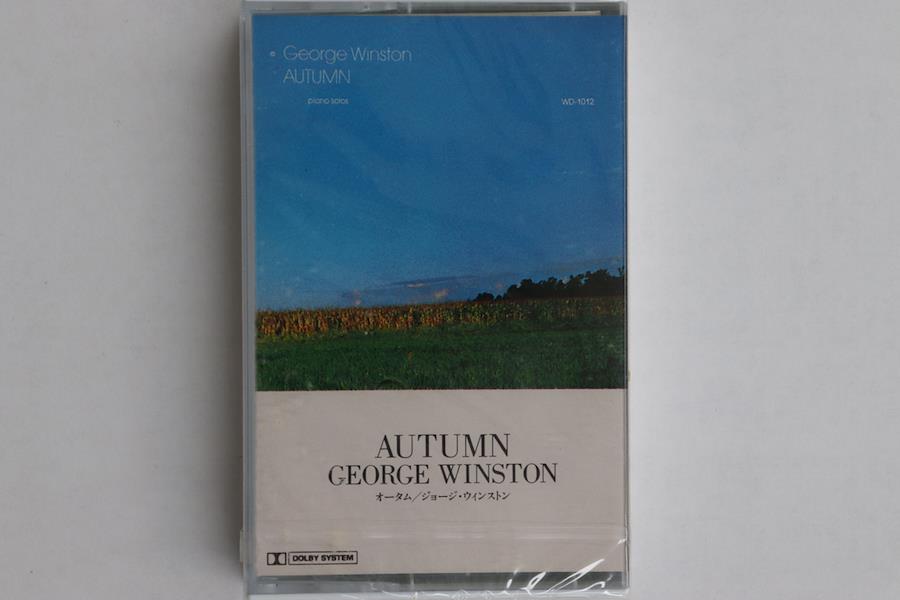 George Winston
AUTUMN
piano solos
WD-1012
AUTUMN
GEORGE WINSTON
オータム/ジョージ・ウィンストン
DOLBY SYSTEM